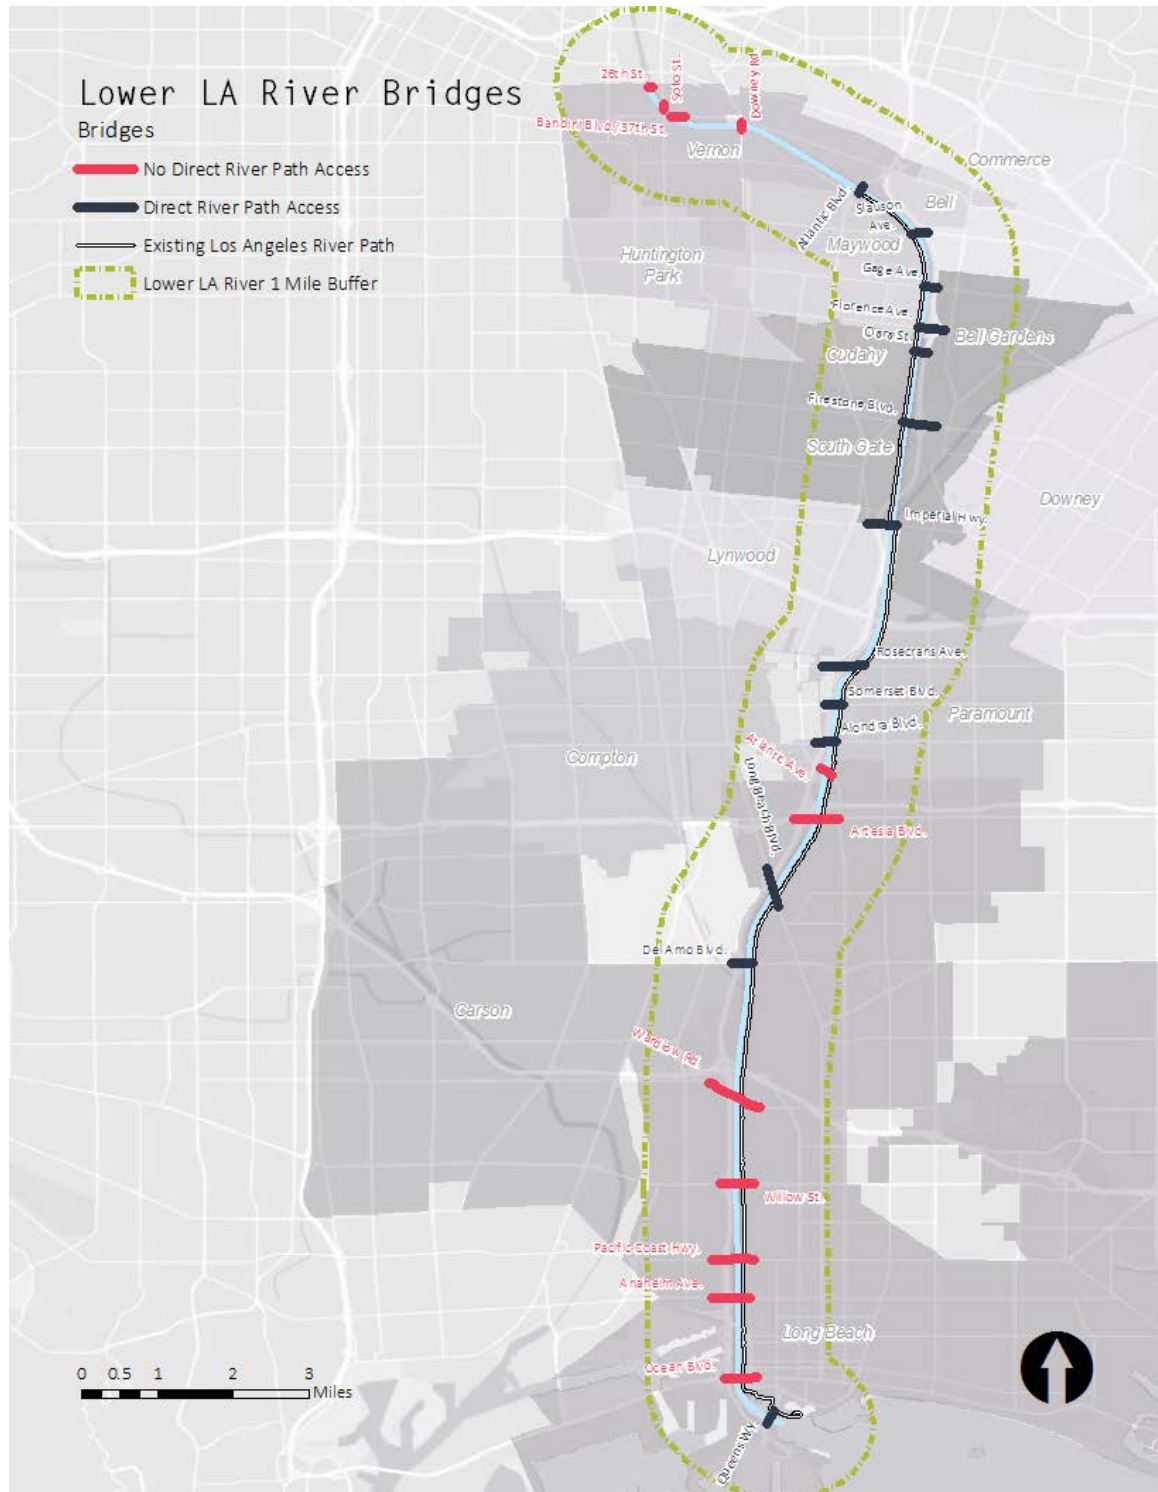 Lower LA River Bridges
Bridges
No Direct River Path Access
Direct River Path Access
Existing Los Angeles River Path
Lower LA River 1 Mile Buffer
26th St.
Soto St.
Downey Rd.
Bandini Blvd/37th St.
Vernon
Commerce
Atlantic Blvd.
Slauson
Ave.
Bell
Maywood
Huntington
Park
Gage Ave.
Florence Ave.
Clara St.
Bell Gardens
Cudahy
Firestone Blvd.
South Gate
Downey
Imperial Hwy.
Lynwood
Rosecrans Ave.
Somerset Blvd.
Paramount
Alondra Blvd.
Atlantic Ave.
Compton
Long Beach Blvd.
Artesia Blvd.
Del Amo Blvd.
Carson
Wardlow Rd.
Willow St.
Pacific Coast Hwy.
Anaheim Ave.
Long Beach
Ocean Blvd.
0 0.5 1 2 3
Miles
Queens Wy.